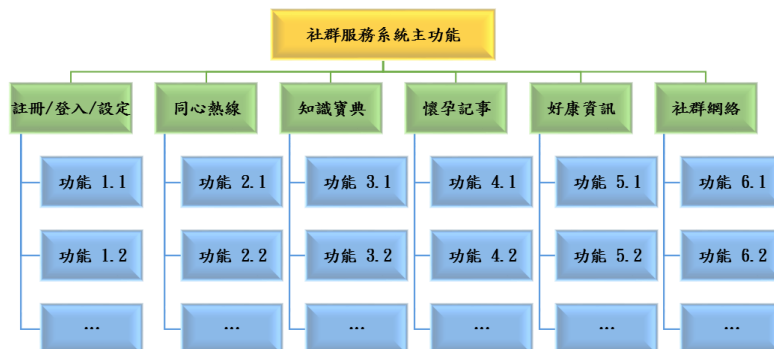 社群服務系統主功能
註冊/登入/設定
同心熱線
知識寶典
懷孕記事
好康資訊
社群網絡
功能 1.1
功能 2.1
功能 3.1
功能 4.1
功能 5.1
功能 6.1
功能 1.2
功能 2.2
功能 3.2
功能 4.2
功能 5.2
功能 6.2
…
…
…
…
…
…